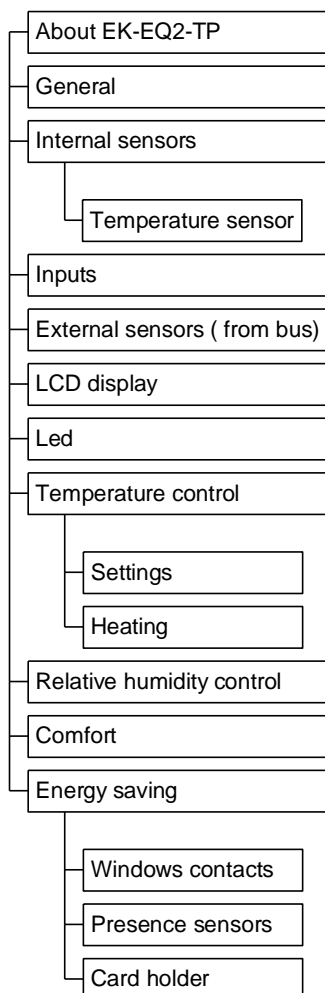 About EK-EQ2-TP
General
Internal sensors
Temperature sensor
Inputs
External sensors ( from bus)
LCD display
Led
Temperature control
Settings
Heating
Relative humidity control
Comfort
Energy saving
Windows contacts
Presence sensors
Card holder